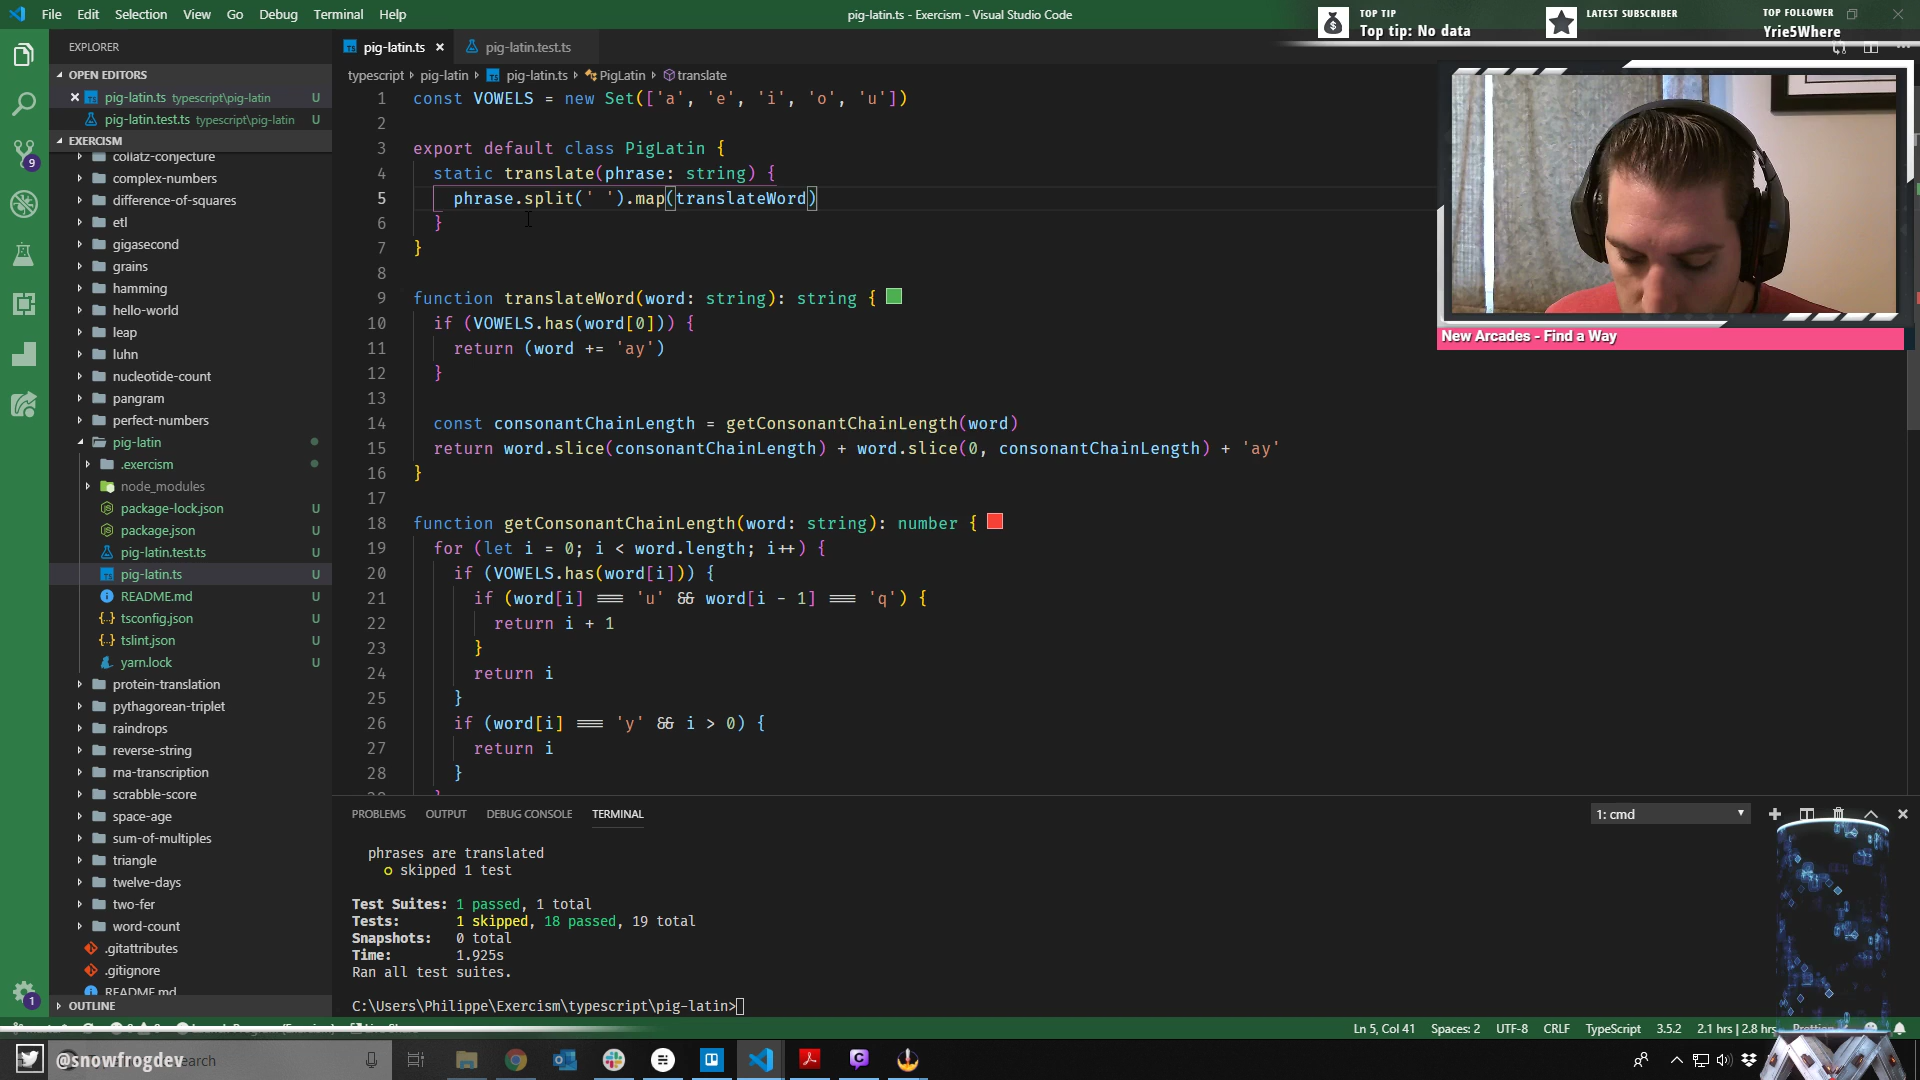 File Edit Selection View Go Debug Terminal Help
pig-latin.ts - Exercism - Visual Studio Code
TOP TIP
Top tip: No data
LATEST SUBSCRIBER
TOP FOLLOWER
Yrie5Where
EXPLORER
OPEN EDITORS
pig-latin.ts typescript\pig-latin U
pig-latin.test.ts typescript\pig-latin U
EXERCISM
collatz-conjecture
complex-numbers
difference-of-squares
etl
gigasecond
grains
hamming
hello-world
leap
luhn
nucleotide-count
pangram
perfect-numbers
pig-latin
.exercism
node_modules
package-lock.json U
package.json U
pig-latin.test.ts U
pig-latin.ts U
README.md U
tsconfig.json U
tslint.json U
yarn.lock U
protein-translation
pythagorean-triplet
raindrops
reverse-string
rna-transcription
scrabble-score
space-age
sum-of-multiples
triangle
twelve-days
two-fer
word-count
.gitattributes
.gitignore
README.md
OUTLINE
9
1
pig-latin.ts
pig-latin.test.ts
typescript pig-latin pig-latin.ts PigLatin translate
1 const VOWELS = new Set(['a', 'e', 'i', 'o', 'u'])
2
3 export default class PigLatin {
4 static translate(phrase: string) {
5 phrase.split(' ').map(translateWord)
6 }
7 }
8
9 function translateWord(word: string): string {
10 if (VOWELS.has(word[0])) {
11 return (word += 'ay')
12 }
13
14 const consonantChainLength = getConsonantChainLength(word)
15 return word.slice(consonantChainLength) + word.slice(0, consonantChainLength) + 'ay'
16 }
17
18 function getConsonantChainLength(word: string): number {
19 for (let i = 0; i < word.length; i++) {
20 if (VOWELS.has(word[i])) {
21 if (word[i] === 'u' && word[i - 1] === 'q') {
22 return i + 1
23 }
24 return i
25 }
26 if (word[i] === 'y' && i > 0) {
27 return i
28 }
New Arcades - Find a Way
PROBLEMS OUTPUT DEBUG CONSOLE TERMINAL
1: cmd
phrases are translated
○ skipped 1 test
Test Suites: 1 passed, 1 total
Tests: 1 skipped, 18 passed, 19 total
Snapshots: 0 total
Time: 1.925s
Ran all test suites.
C:\Users\Philippe\Exercism\typescript\pig-latin>
Ln 5, Col 41 Spaces: 2 UTF-8 CRLF TypeScript 3.5.2 2.1 hrs | 2.8 hrs
@snowfrogdev